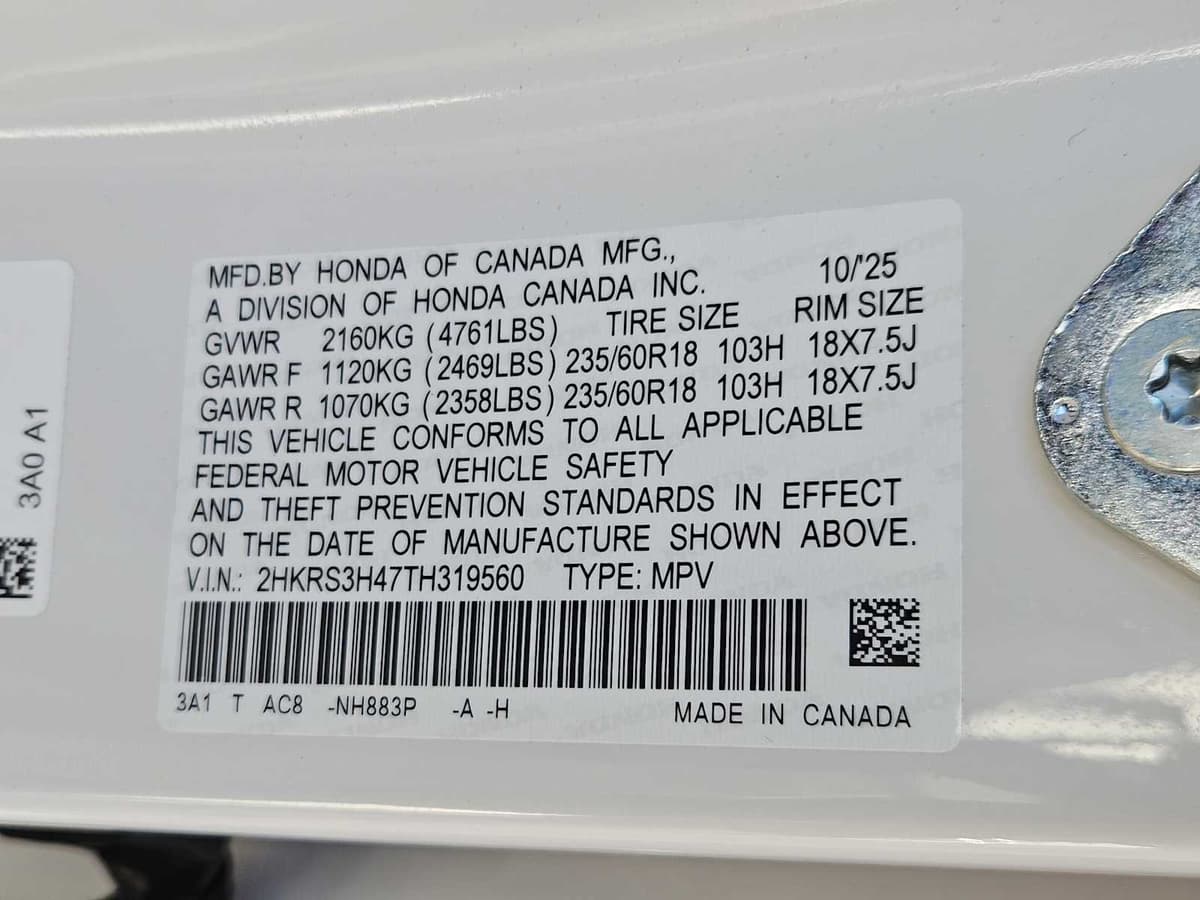 MFD.BY HONDA OF CANADA MFG., 10/'25
A DIVISION OF HONDA CANADA INC.
GVWR 2160KG (4761LBS) TIRE SIZE RIM SIZE
GAWR F 1120KG (2469LBS) 235/60R18 103H 18X7.5J
GAWR R 1070KG (2358LBS) 235/60R18 103H 18X7.5J
THIS VEHICLE CONFORMS TO ALL APPLICABLE
FEDERAL MOTOR VEHICLE SAFETY
AND THEFT PREVENTION STANDARDS IN EFFECT
ON THE DATE OF MANUFACTURE SHOWN ABOVE.
V.I.N.: 2HKRS3H47TH319560 TYPE: MPV
3A1 T AC8 -NH883P -A -H MADE IN CANADA
3A0 A1